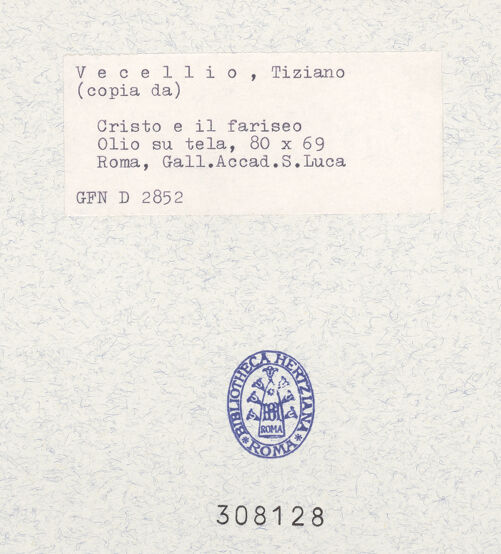 V e c e l l i o , Tiziano
(copia da)
Cristo e il fariseo
Olio su tela, 80 x 69
Roma, Gall.Accad.S.Luca
GFN D 2852
BIBLIOTHECA HERTZIANA
ROMA
* ROMA *
308128